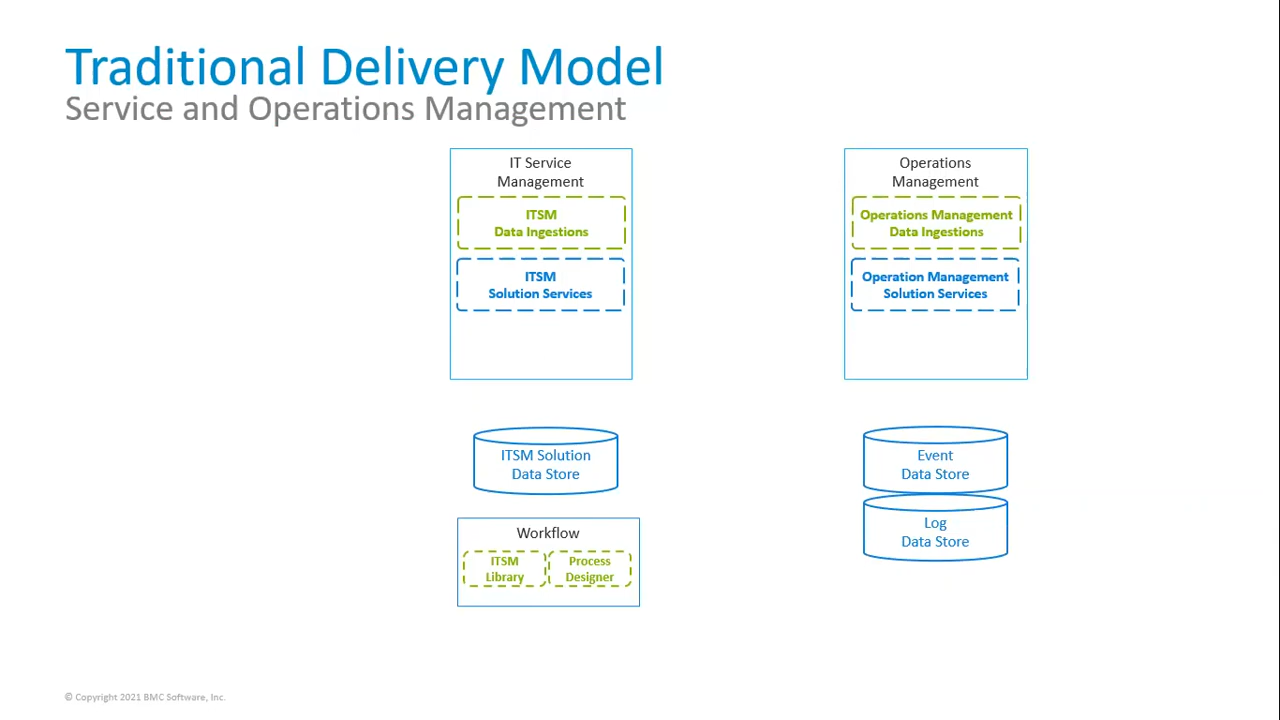 Traditional Delivery Model
Service and Operations Management
IT Service
Management
ITSM
Data Ingestions
ITSM
Solution Services
Operations
Management
Operations Management
Data Ingestions
Operation Management
Solution Services
ITSM Solution
Data Store
Event
Data Store
Log
Data Store
Workflow
ITSM
Library
Process
Designer
© Copyright 2021 BMC Software, Inc.